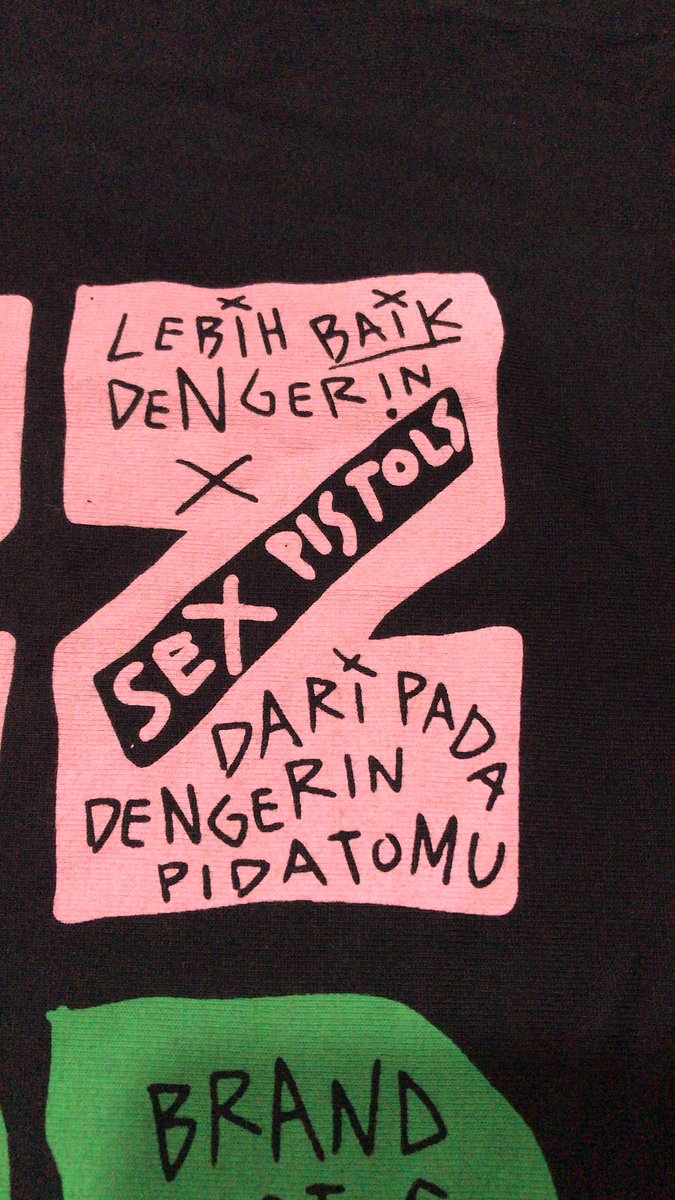 LEBIH BAIK
DENGERIN
X
SEX PISTOLS
DARI PADA
DENGERIN
PIDATOMU
BRAND